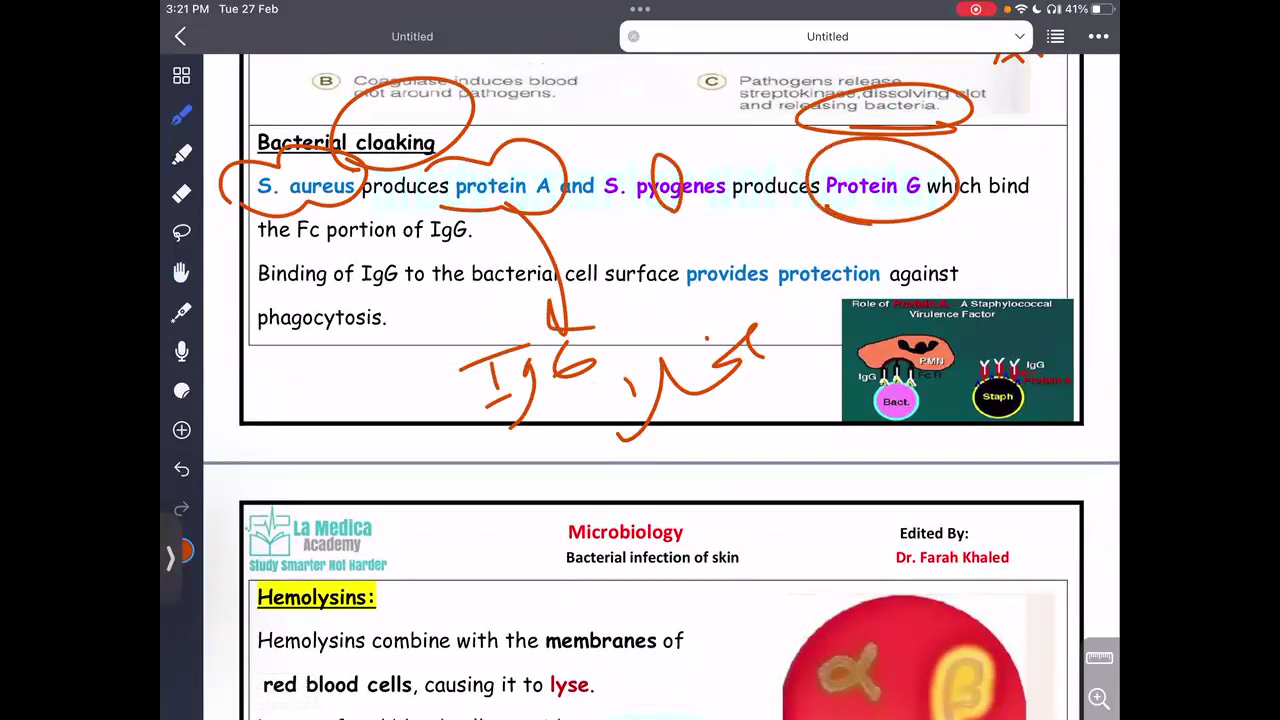 3:21 PM Tue 27 Feb
41%
Untitled
Untitled
B Coagulase induces blood
clot around pathogens.
C Pathogens release
streptokinase, dissolving clot
and releasing bacteria.
Bacterial cloaking
S. aureus produces protein A and S. pyogenes produces Protein G which bind
the Fc portion of IgG.
Binding of IgG to the bacterial cell surface provides protection against
phagocytosis.
IgG
Role of Protein A - A Staphylococcal
Virulence Factor
PMN
IgG
Bact.
IgG
Staph
La Medica
Academy
Study Smarter Not Harder
Microbiology
Bacterial infection of skin
Edited By:
Dr. Farah Khaled
Hemolysins:
Hemolysins combine with the membranes of
red blood cells, causing it to lyse.
α
β